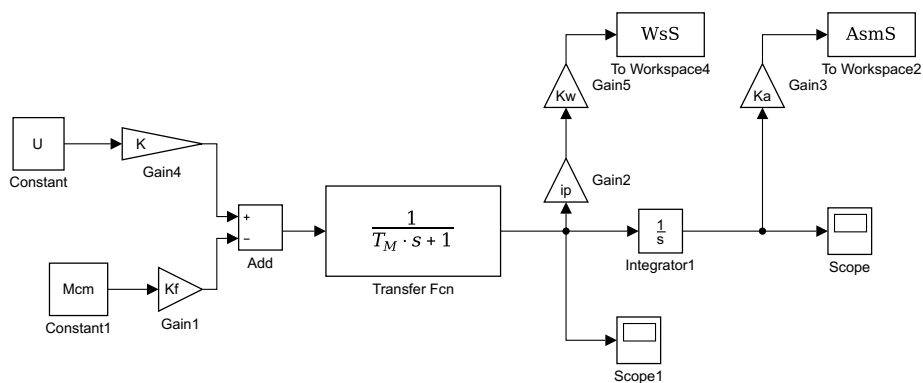 WsS
To Workspace4
AsmS
To Workspace2
Kw
Gain5
Ka
Gain3
U
Constant
K
Gain4
ip
Gain2
+
−
Add
1
T_M · s + 1
Transfer Fcn
1
s
Integrator1
Scope
Mcm
Constant1
Kf
Gain1
Scope1